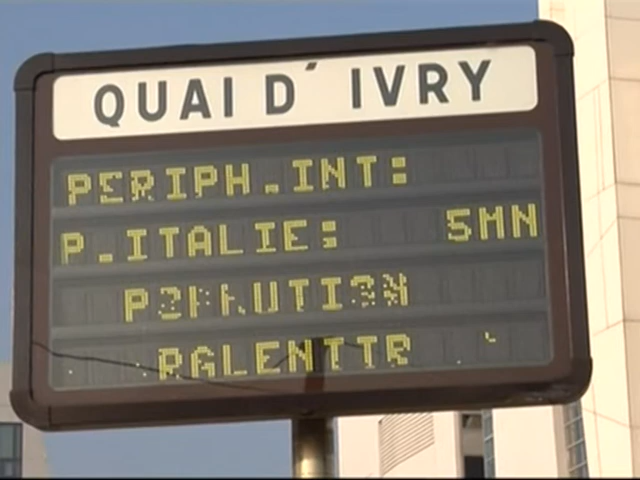 QUAI D' IVRY
PERIPH.INT:
P.ITALIE: 5MN
POLLUTION
RALENTIR